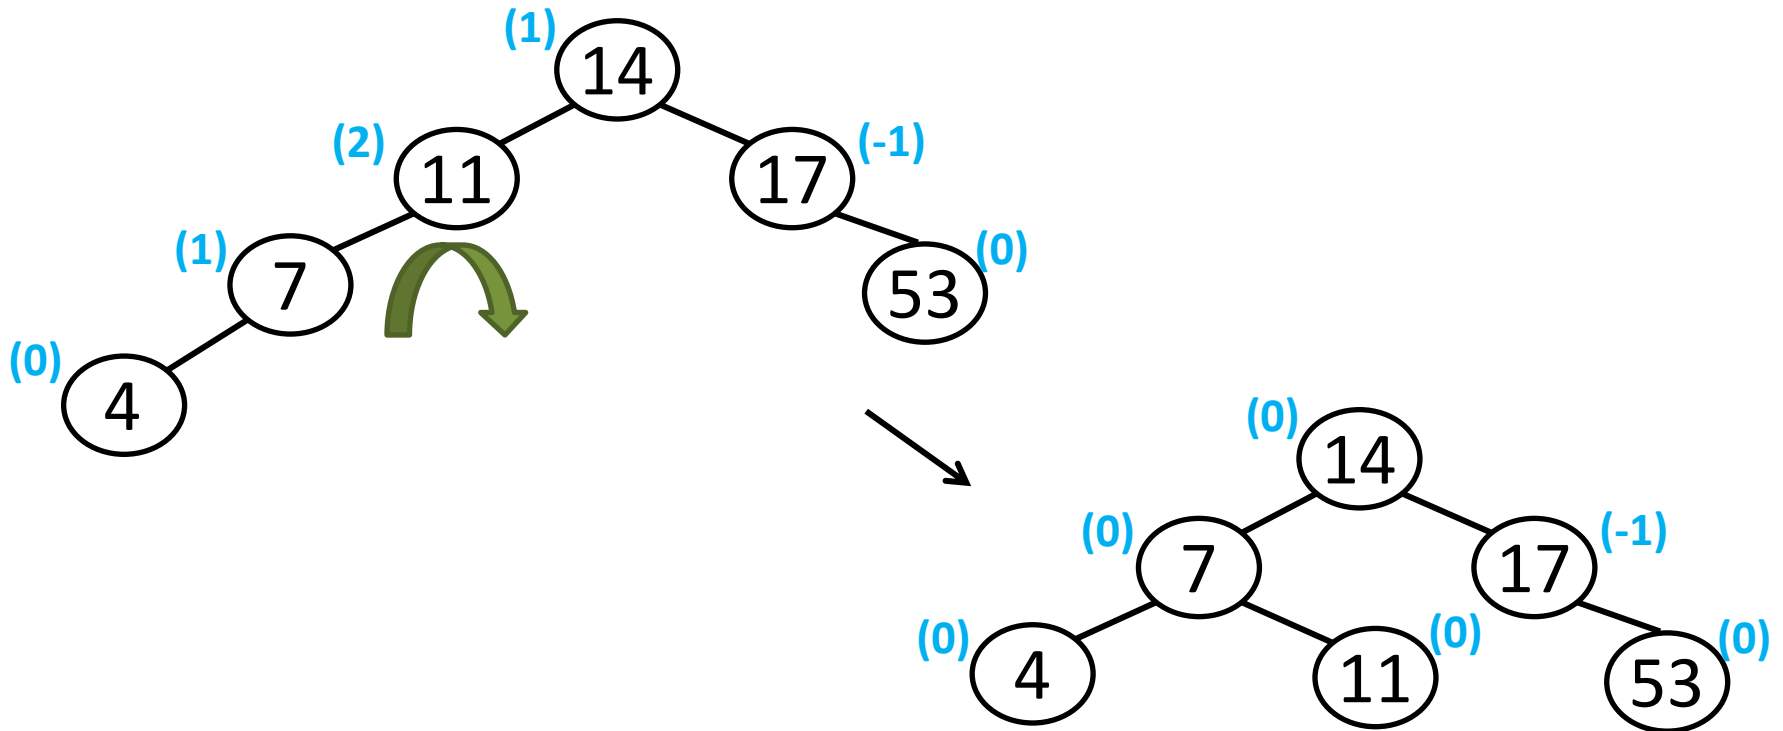 (1) 14
(2) 11 17 (-1)
(1) 7 53 (0)
(0) 4
(0) 14
(0) 7 17 (-1)
(0) 4 11 (0) 53 (0)